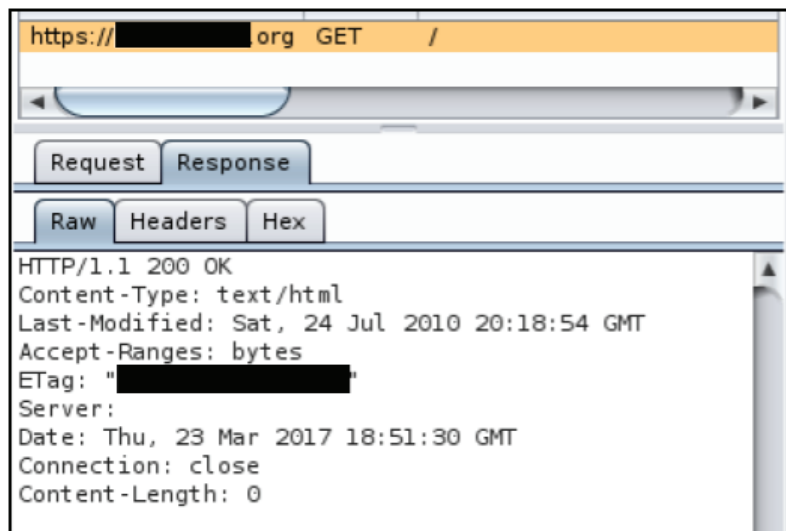 https:// .org GET /
Request Response
Raw Headers Hex
HTTP/1.1 200 OK
Content-Type: text/html
Last-Modified: Sat, 24 Jul 2010 20:18:54 GMT
Accept-Ranges: bytes
ETag: " "
Server:
Date: Thu, 23 Mar 2017 18:51:30 GMT
Connection: close
Content-Length: 0